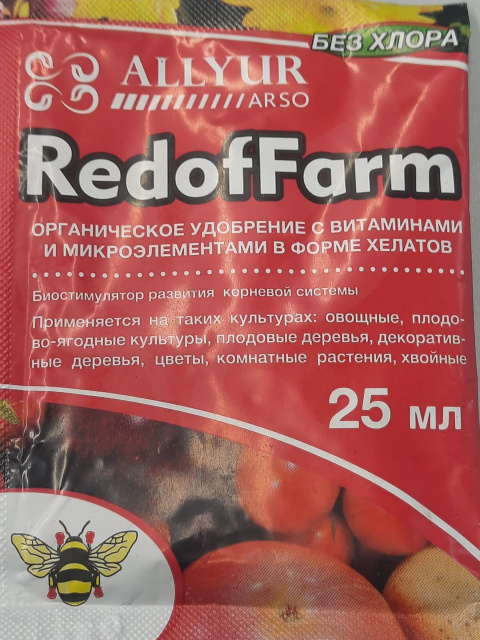 БЕЗ ХЛОРА
ALLYUR
ARSO
RedofFarm
ОРГАНИЧЕСКОЕ УДОБРЕНИЕ С ВИТАМИНАМИ
И МИКРОЭЛЕМЕНТАМИ В ФОРМЕ ХЕЛАТОВ
Биостимулятор развития корневой системы
Применяется на таких культурах: овощные, плодо-
во-ягодные культуры, плодовые деревья, декоратив-
ные деревья, цветы, комнатные растения, хвойные
25 мл